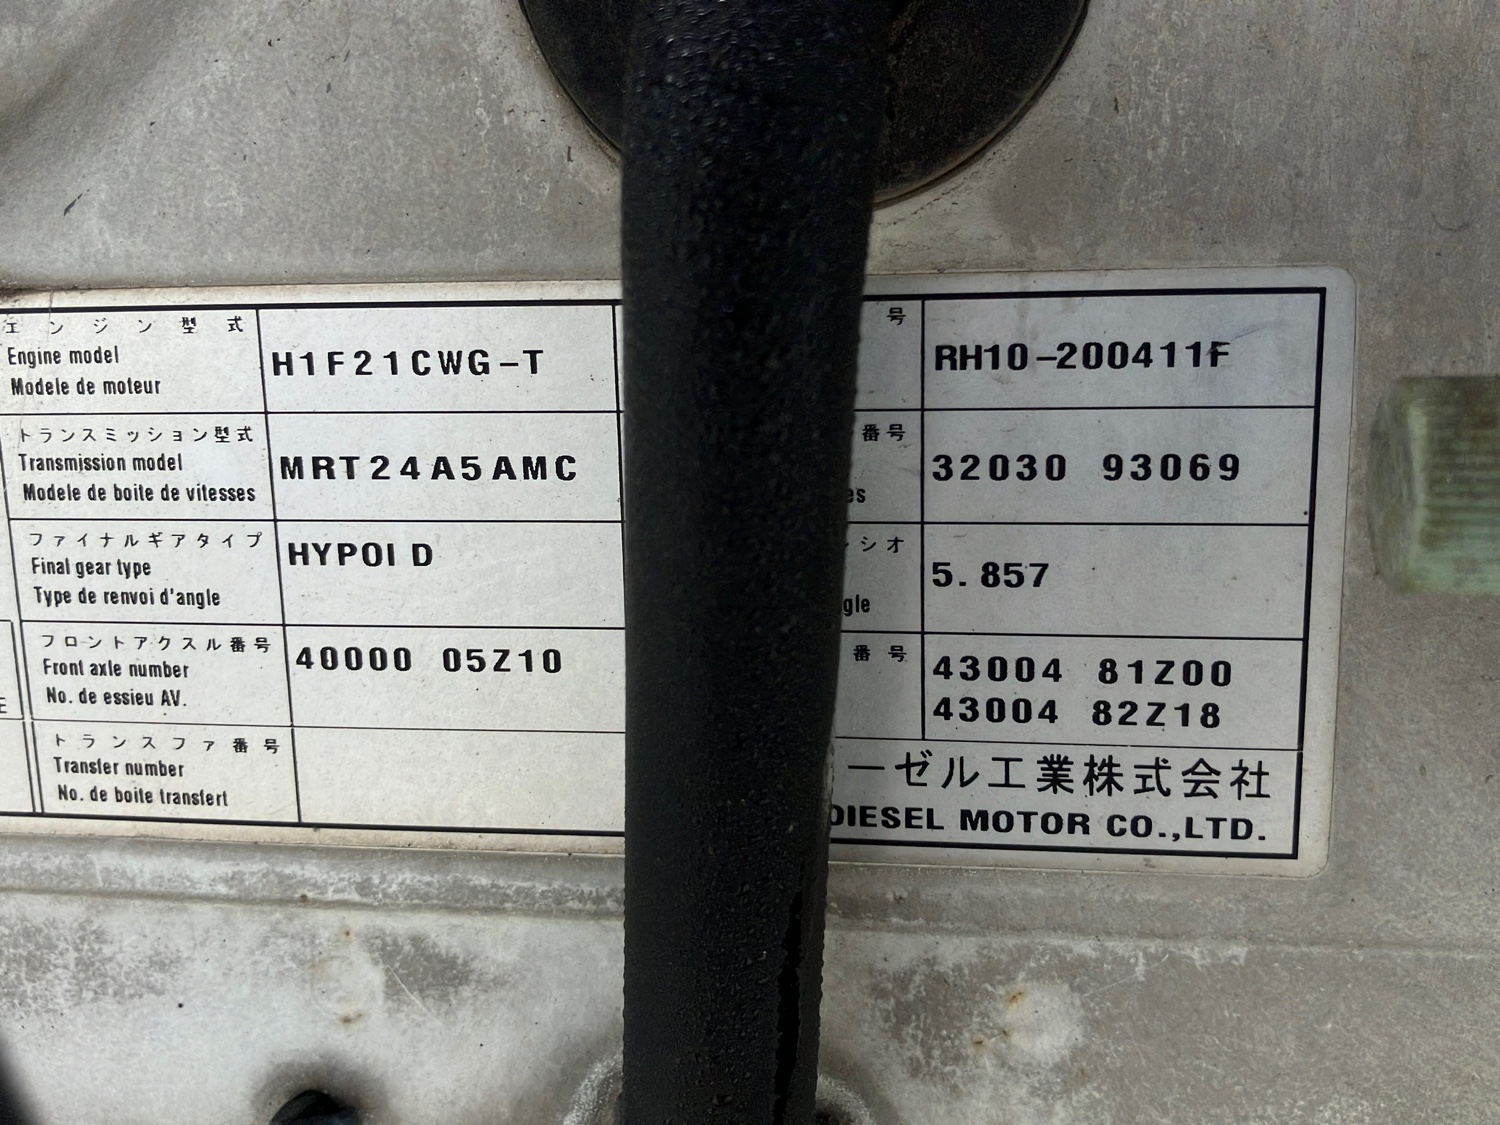 エンジン型式
Engine model
Modele de moteur
H1F21CWG-T
号
RH10-200411F
トランスミッション型式
Transmission model
Modele de boite de vitesses
MRT24A5AMC
番号
es
32030 93069
ファイナルギアタイプ
Final gear type
Type de renvoi d'angle
HYPOID
シオ
gle
5.857
フロントアクスル番号
Front axle number
No. de essieu AV.
40000 05Z10
番号
43004 81Z00
43004 82Z18
E
トランスファ番号
Transfer number
No. de boite transfert
ーゼル工業株式会社
DIESEL MOTOR CO.,LTD.